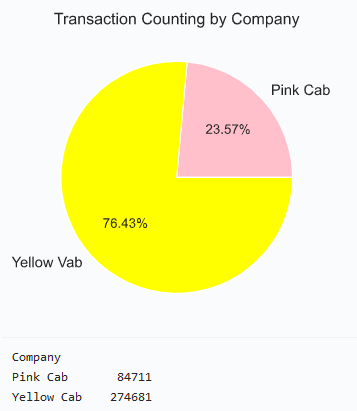 Transaction Counting by Company
Pink Cab
23.57%
76.43%
Yellow Vab
Company
Pink Cab 84711
Yellow Cab 274681